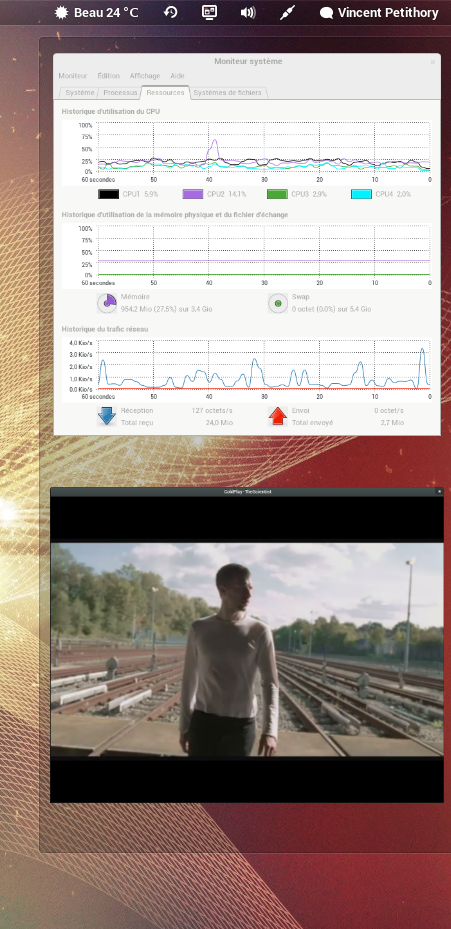 Beau 24 °C Vincent Petithory
Moniteur système
Moniteur Édition Affichage Aide
Système Processus Ressources Systèmes de fichiers
Historique d'utilisation du CPU
100%
75%
50%
25%
0%
60 secondes 50 40 30 20 10 0
CPU1 5,9% CPU2 14,1% CPU3 2,9% CPU4 2,0%
Historique d'utilisation de la mémoire physique et du fichier d'échange
100%
75%
50%
25%
0%
60 secondes 50 40 30 20 10 0
Mémoire Swap
954,2 Mio (27,5%) sur 3,4 Gio 0 octet (0,0%) sur 5,4 Gio
Historique du trafic réseau
4.0 Kio/s
3.0 Kio/s
2.0 Kio/s
1.0 Kio/s
0.0 Kio/s
60 secondes 50 40 30 20 10 0
Réception 127 octets/s Envoi 0 octet/s
Total reçu 24,0 Mio Total envoyé 2,7 Mio
ColdPlay - TheScientist